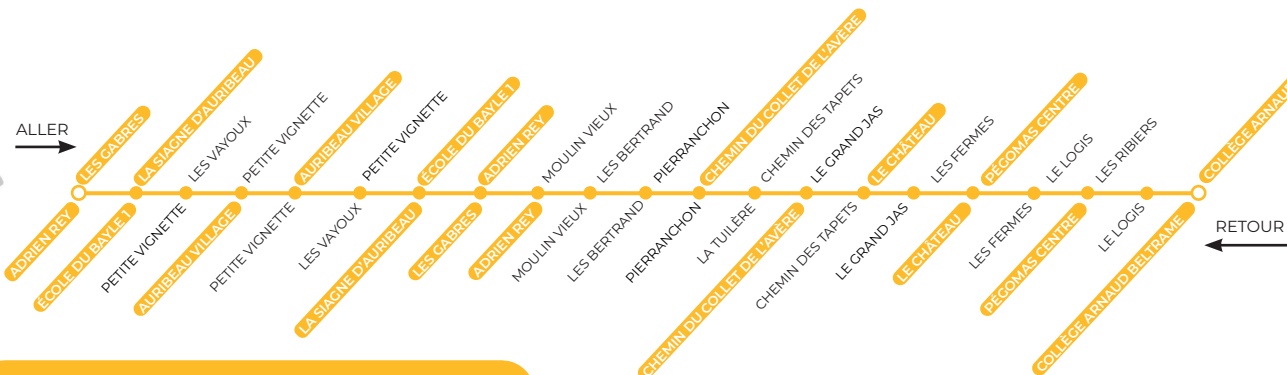 ALLER
LES GABRES
LA SIAGNE D'AURIBEAU
LES VAYOUX
PETITE VIGNETTE
AURIBEAU VILLAGE
PETITE VIGNETTE
ÉCOLE DU BAYLE 1
ADRIEN REY
MOULIN VIEUX
LES BERTRAND
PIERRANCHON
CHEMIN DU COLLET DE L'AVÈRE
CHEMIN DES TAPETS
LE GRAND JAS
LE CHÂTEAU
LES FERMES
PÉGOMAS CENTRE
LE LOGIS
LES RIBIERS
COLLÈGE ARNAUD
ADRIEN REY
ÉCOLE DU BAYLE 1
PETITE VIGNETTE
AURIBEAU VILLAGE
PETITE VIGNETTE
LES VAYOUX
LA SIAGNE D'AURIBEAU
LES GABRES
ADRIEN REY
MOULIN VIEUX
LES BERTRAND
PIERRANCHON
LA TUILÈRE
CHEMIN DU COLLET DE L'AVÈRE
CHEMIN DES TAPETS
LE GRAND JAS
LE CHÂTEAU
LES FERMES
PÉGOMAS CENTRE
LE LOGIS
COLLÈGE ARNAUD BELTRAME
RETOUR